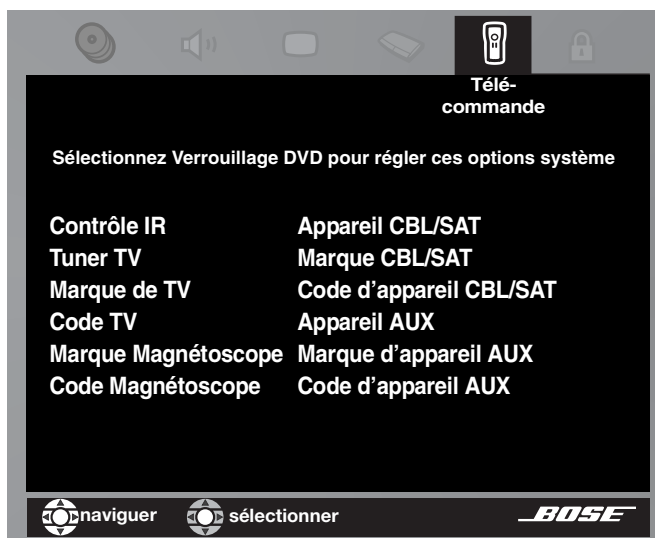 Télé-
commande
Sélectionnez Verrouillage DVD pour régler ces options système
Contrôle IR Appareil CBL/SAT
Tuner TV Marque CBL/SAT
Marque de TV Code d'appareil CBL/SAT
Code TV Appareil AUX
Marque Magnétoscope Marque d'appareil AUX
Code Magnétoscope Code d'appareil AUX
naviguer sélectionner BOSE